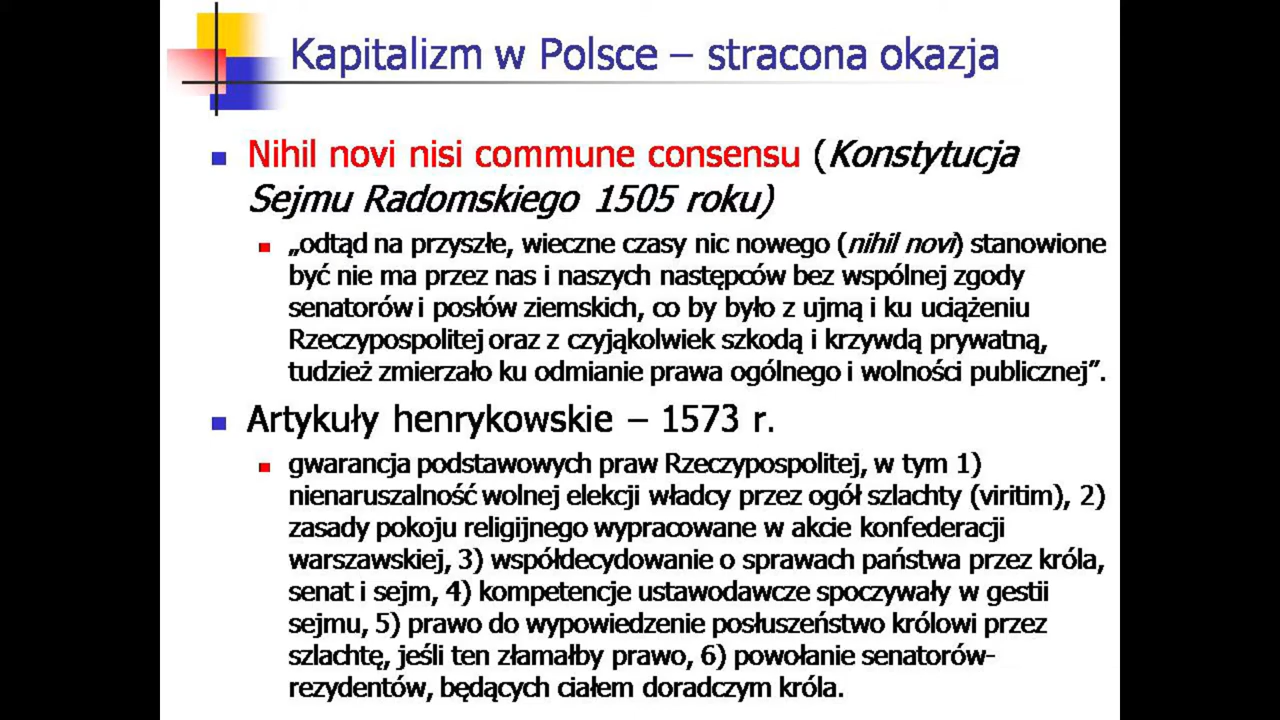 Kapitalizm w Polsce – stracona okazja
Nihil novi nisi commune consensu (Konstytucja
Sejmu Radomskiego 1505 roku)
„odtąd na przyszłe, wieczne czasy nic nowego (nihil novi) stanowione
być nie ma przez nas i naszych następców bez wspólnej zgody
senatorów i posłów ziemskich, co by było z ujmą i ku uciążeniu
Rzeczypospolitej oraz z czyjąkolwiek szkodą i krzywdą prywatną,
tudzież zmierzało ku odmianie prawa ogólnego i wolności publicznej”.
Artykuły henrykowskie – 1573 r.
gwarancja podstawowych praw Rzeczypospolitej, w tym 1)
nienaruszalność wolnej elekcji władcy przez ogół szlachty (viritim), 2)
zasady pokoju religijnego wypracowane w akcie konfederacji
warszawskiej, 3) współdecydowanie o sprawach państwa przez króla,
senat i sejm, 4) kompetencje ustawodawcze spoczywały w gestii
sejmu, 5) prawo do wypowiedzenie posłuszeństwo królowi przez
szlachtę, jeśli ten złamałby prawo, 6) powołanie senatorów-
rezydentów, będących ciałem doradczym króla.